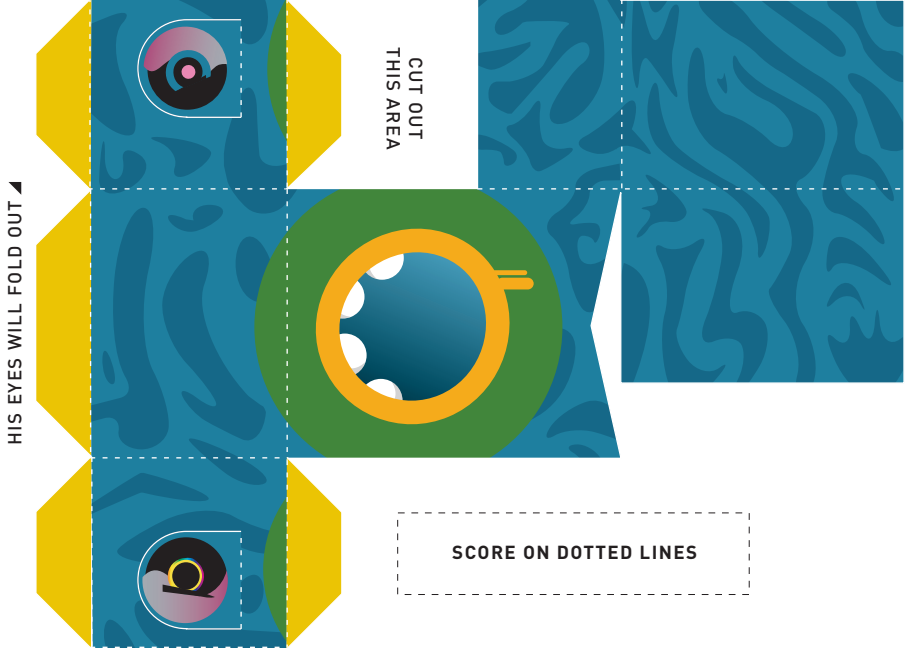 CUT OUT
THIS AREA
HIS EYES WILL FOLD OUT
SCORE ON DOTTED LINES